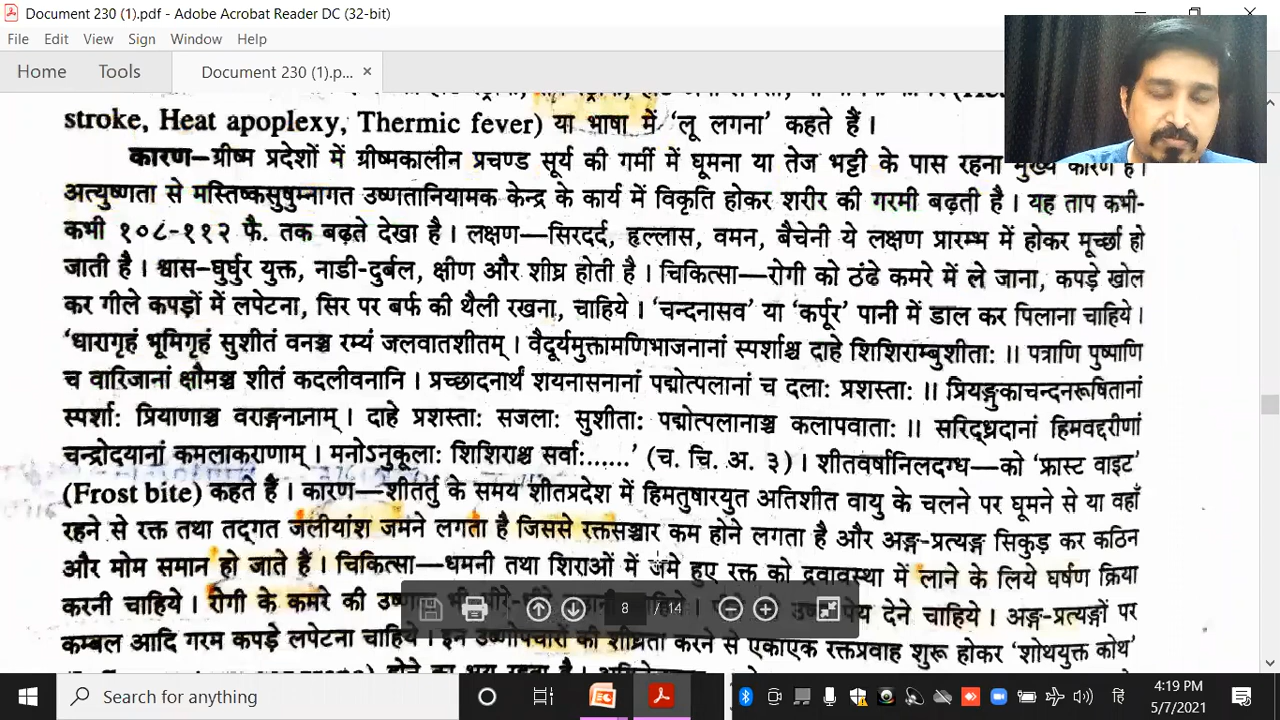 Document 230 (1).pdf - Adobe Acrobat Reader DC (32-bit)
File Edit View Sign Window Help
Home Tools Document 230 (1).p... ×
stroke, Heat apoplexy, Thermic fever) या भाषा में ‘लू लगना’ कहते हैं ।
कारण—ग्रीष्म प्रदेशों में ग्रीष्मकालीन प्रचण्ड सूर्य की गर्मी में घूमना या तेज भट्टी के पास रहना मुख्य कारण है।
अत्युष्णता से मस्तिष्कसुषुम्नागत उष्णतानियामक केन्द्र के कार्य में विकृति होकर शरीर की गरमी बढ़ती है । यह ताप कभी-
कभी १०८-११२ फै. तक बढ़ते देखा है । लक्षण—सिरदर्द, हृल्लास, वमन, बैचेनी ये लक्षण प्रारम्भ में होकर मूर्च्छा हो
जाती है । श्वास-घुर्घुर युक्त, नाडी-दुर्बल, क्षीण और शीघ्र होती है । चिकित्सा—रोगी को ठंढे कमरे में ले जाना, कपड़े खोल
कर गीले कपड़ों में लपेटना, सिर पर बर्फ की थैली रखना, चाहिये । ‘चन्दनासव’ या ‘कर्पूर’ पानी में डाल कर पिलाना चाहिये ।
‘धारागृहं भूमिगृहं सुशीतं वनञ्च रम्यं जलवातशीतम् । वैदूर्यमुक्तामणिभाजनानां स्पर्शाश्च दाहे शिशिराम्बुशीताः ।। पत्राणि पुष्पाणि
च वारिजानां क्षौमञ्च शीतं कदलीवनानि । प्रच्छादनार्थं शयनासनानां पद्मोत्पलानां च दलाः प्रशस्ताः ।। प्रियङ्गुकाचन्दनरूषितानां
स्पर्शाः प्रियाणाञ्च वराङ्गनानाम् । दाहे प्रशस्ताः सजलाः सुशीताः पद्मोत्पलानाञ्च कलापवाताः ।। सरिद्ध्रदानां हिमवद्दरीणां
चन्द्रोदयानां कमलाकराणाम् । मनोऽनुकूलाः शिशिराश्च सर्वाः......’ (च. चि. अ. ३) । शीतवर्षानिलदग्ध—को ‘फ्रास्ट वाइट’
(Frost bite) कहते हैं । कारण—शीतर्तु के समय शीतप्रदेश में हिमतुषारयुत अतिशीत वायु के चलने पर घूमने से या वहाँ
रहने से रक्त तथा तद्गत जलीयांश जमने लगता है जिससे रक्तसञ्चार कम होने लगता है और अङ्ग-प्रत्यङ्ग सिकुड़ कर कठिन
और मोम समान हो जाते हैं । चिकित्सा—धमनी तथा शिराओं में जमे हुए रक्त को द्रवावस्था में लाने के लिये घर्षण क्रिया
करनी चाहिये । रोगी के कमरे की पेय देने चाहिये । अङ्ग-प्रत्यङ्गों पर
8 / 14
कम्बल आदि गरम कपड़े लपेटना चाहिये । इन उष्णोपचारों की शीघ्रता करने से एकाएक रक्तप्रवाह शुरू होकर ‘शोथयुक्त कोथ’
Search for anything
हि
4:19 PM
5/7/2021